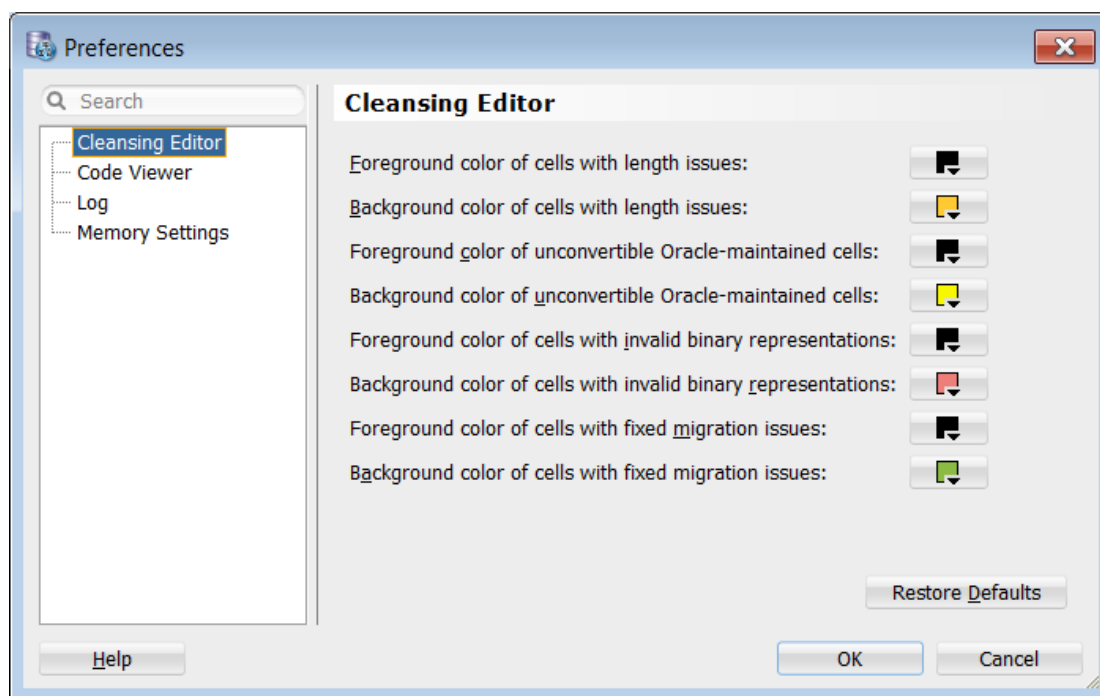 Preferences
Search
Cleansing Editor
Code Viewer
Log
Memory Settings
Cleansing Editor
Foreground color of cells with length issues:
Background color of cells with length issues:
Foreground color of unconvertible Oracle-maintained cells:
Background color of unconvertible Oracle-maintained cells:
Foreground color of cells with invalid binary representations:
Background color of cells with invalid binary representations:
Foreground color of cells with fixed migration issues:
Background color of cells with fixed migration issues:
Restore Defaults
Help
OK
Cancel